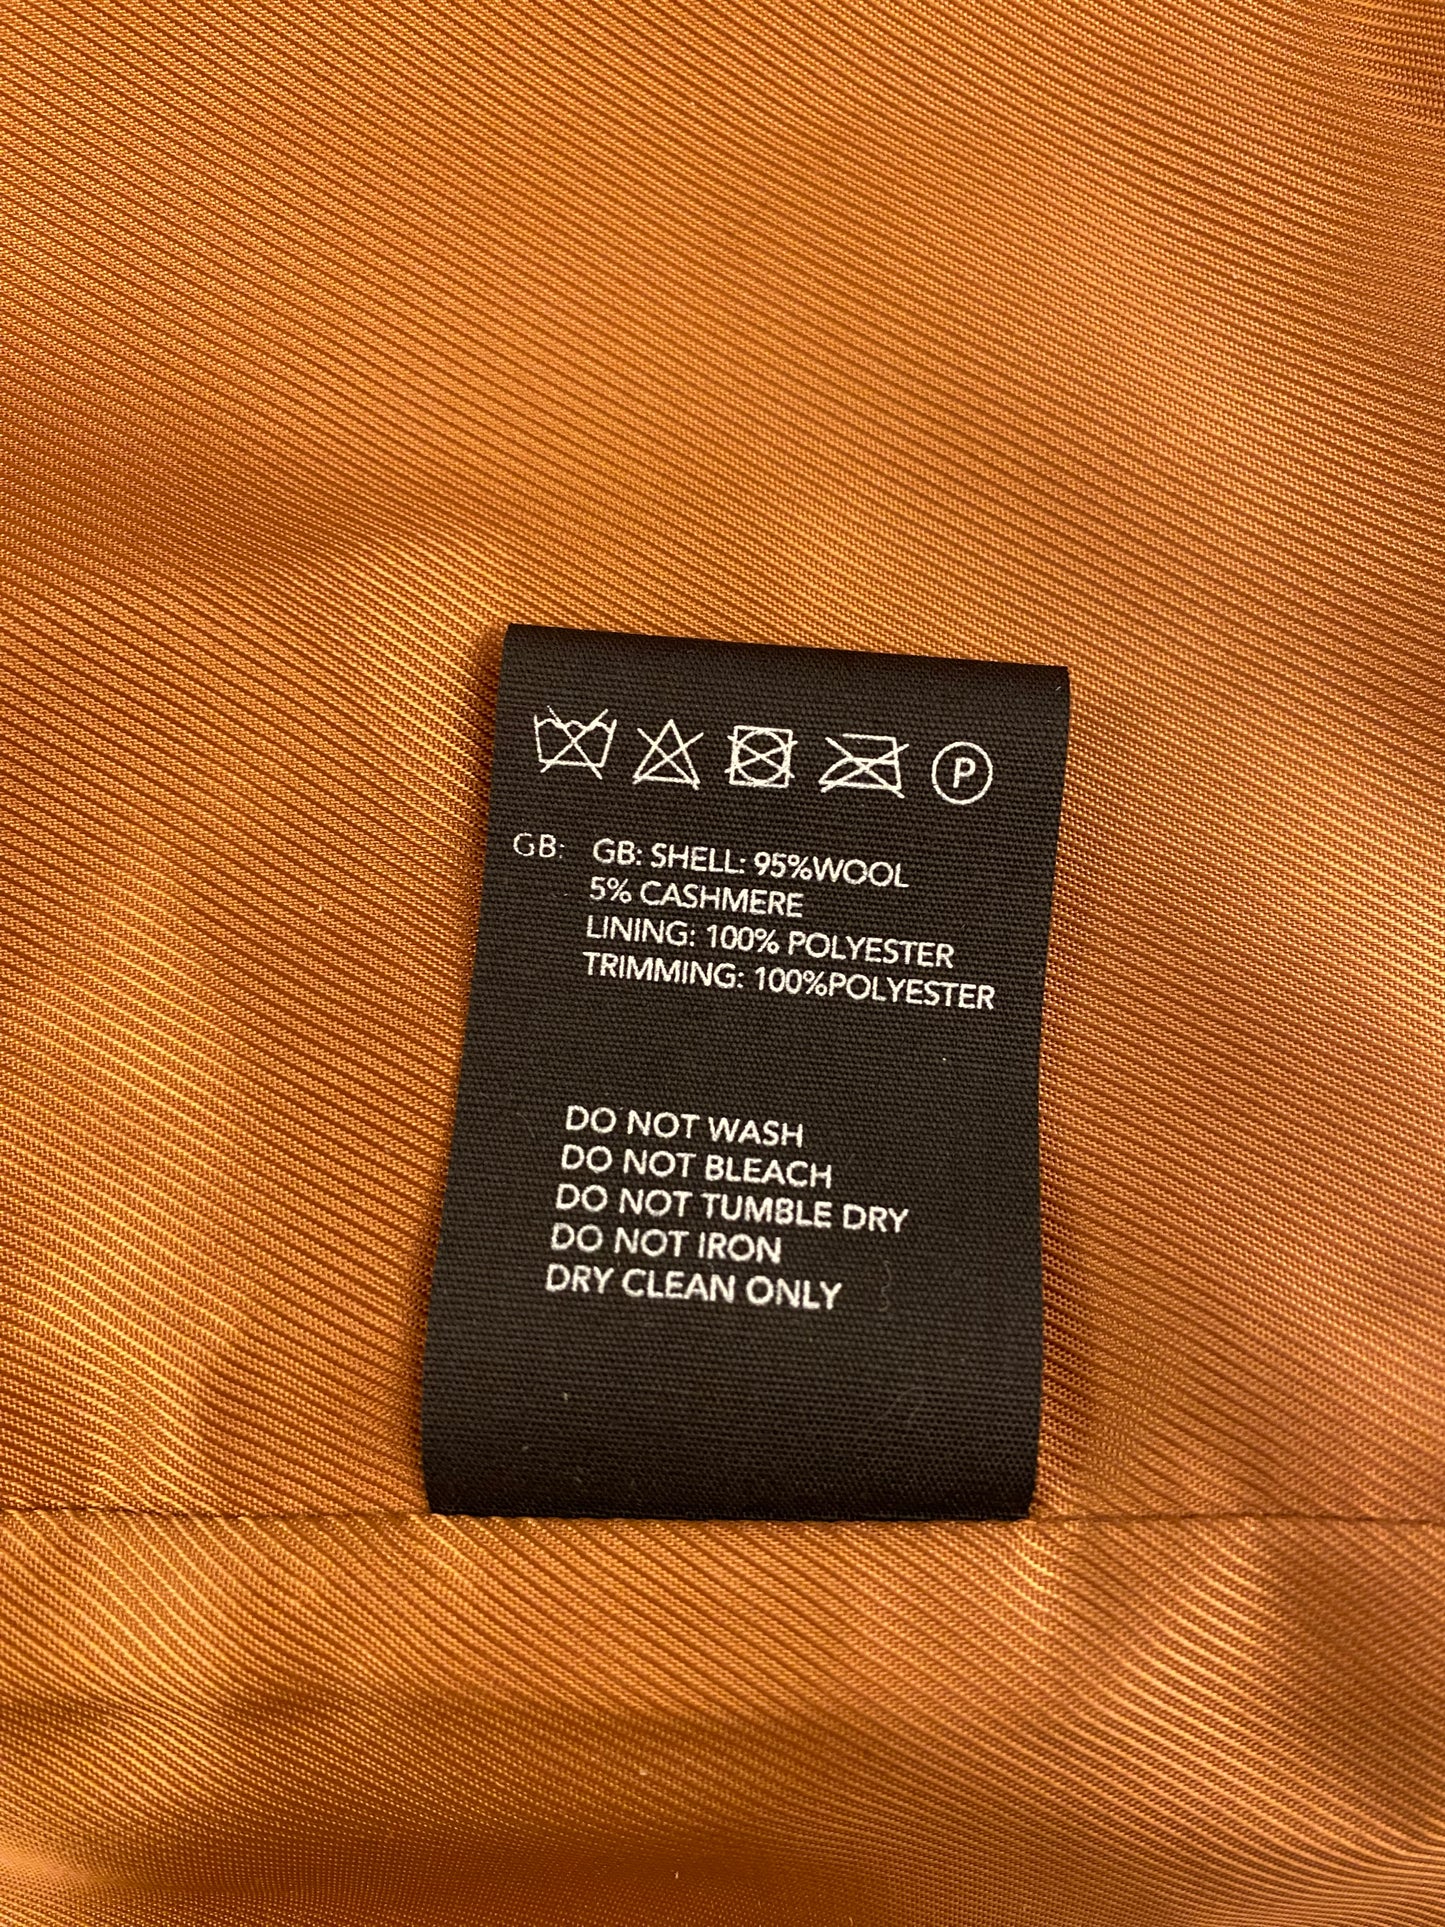 P
GB: GB: SHELL: 95%WOOL
5% CASHMERE
LINING: 100% POLYESTER
TRIMMING: 100%POLYESTER
DO NOT WASH
DO NOT BLEACH
DO NOT TUMBLE DRY
DO NOT IRON
DRY CLEAN ONLY